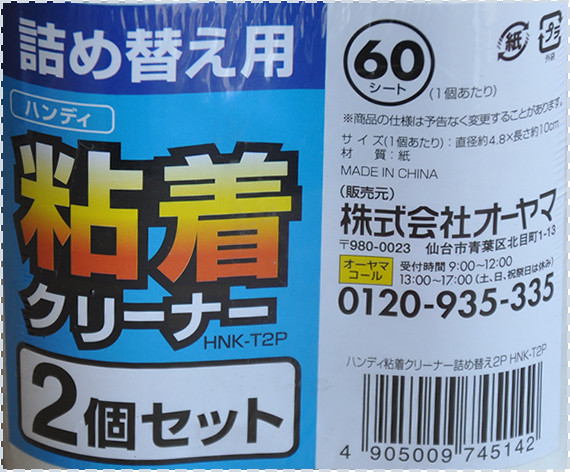 詰め替え用
ハンディ
粘着
クリーナー
HNK-T2P
2個セット
60
シート
(1個あたり)
紙
プラ
外袋
※商品の仕様は予告なく変更することがあります。
サイズ(1個あたり):直径約4.8×長さ約10cm
材 質:紙
MADE IN CHINA
(販売元)
株式会社オーヤマ
〒980-0023 仙台市青葉区北目町1-13
オーヤマ
コール
受付時間 9:00~12:00
13:00~17:00(土、日、祝祭日は休み)
0120-935-335
ハンディ粘着クリーナー詰め替え2P HNK-T2P
4 905009 745142